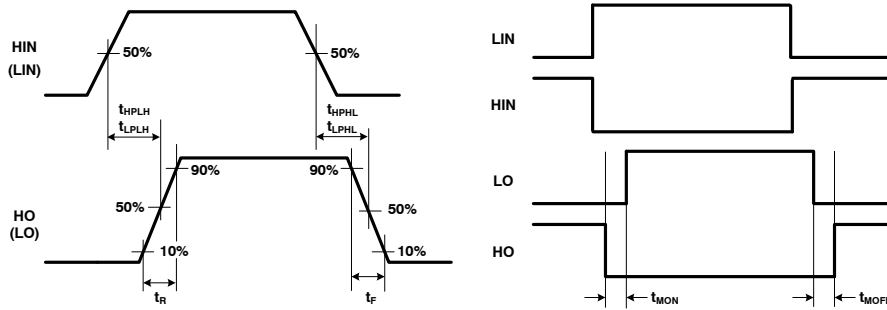 HIN
(LIN)
50%
50%
tHPLH
tLPLH
tHPHL
tLPHL
HO
(LO)
90%
90%
50%
50%
10%
10%
tR
tF
LIN
HIN
LO
HO
tMON
tMOFF